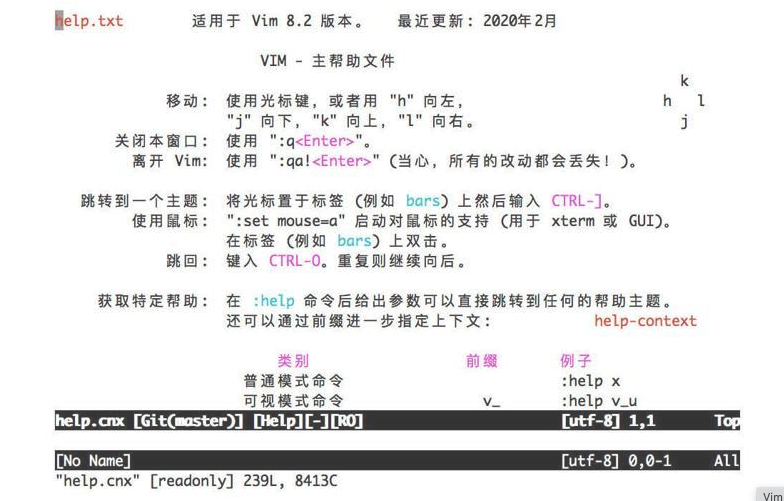 help.txt 适用于 Vim 8.2 版本。 最近更新: 2020年2月
VIM - 主帮助文件
k
移动: 使用光标键, 或者用 "h" 向左, h l
"j" 向下, "k" 向上, "l" 向右。 j
关闭本窗口: 使用 ":q<Enter>"。
离开 Vim: 使用 ":qa!<Enter>" (当心, 所有的改动都会丢失! )。
跳转到一个主题: 将光标置于标签 (例如 bars) 上然后输入 CTRL-]。
使用鼠标: ":set mouse=a" 启动对鼠标的支持 (用于 xterm 或 GUI)。
在标签 (例如 bars) 上双击。
跳回: 键入 CTRL-O。重复则继续向后。
获取特定帮助: 在 :help 命令后给出参数可以直接跳转到任何的帮助主题。
还可以通过前缀进一步指定上下文: help-context
类别 前缀 例子
普通模式命令 :help x
可视模式命令 v_ :help v_u
help.cnx [Git(master)] [Help][-][RO] [utf-8] 1,1 Top
[No Name] [utf-8] 0,0-1 All
"help.cnx" [readonly] 239L, 8413C
Vim